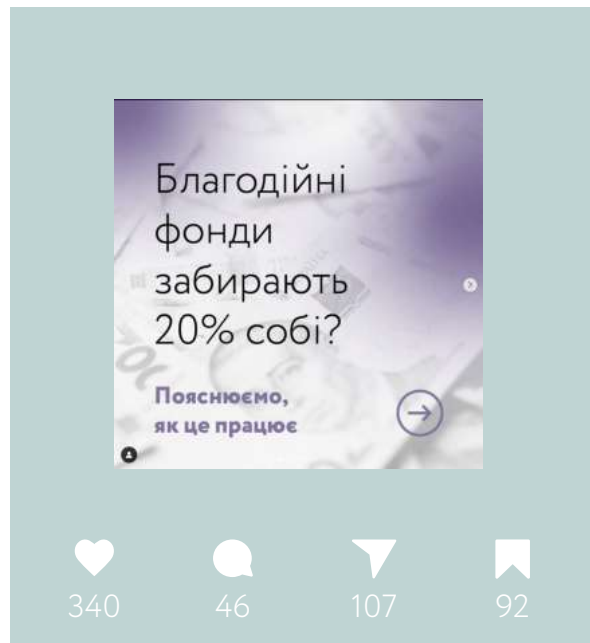 Благодійні
фонди
забирають
20% собі?
Пояснюємо,
як це працює
340 46 107 92